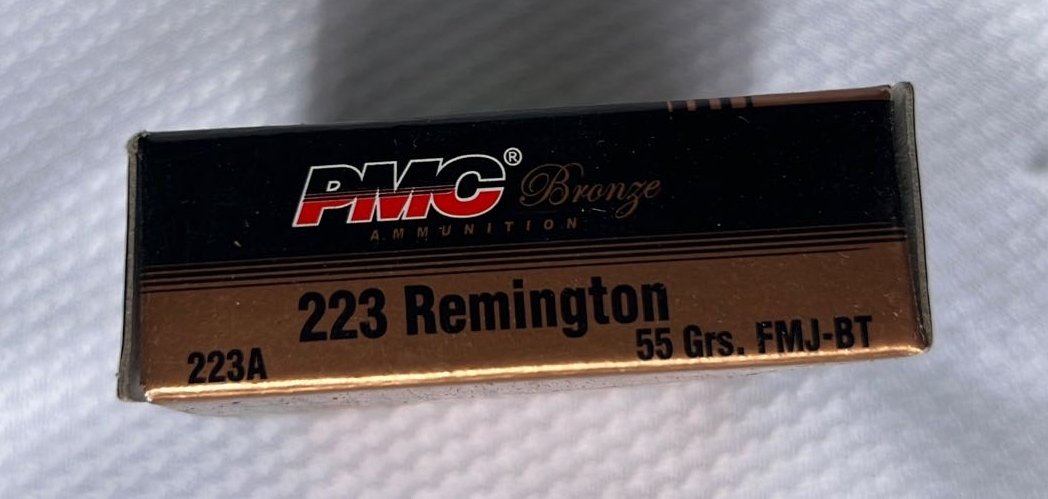 PMC® Bronze
AMMUNITION
223 Remington
223A
55 Grs. FMJ-BT